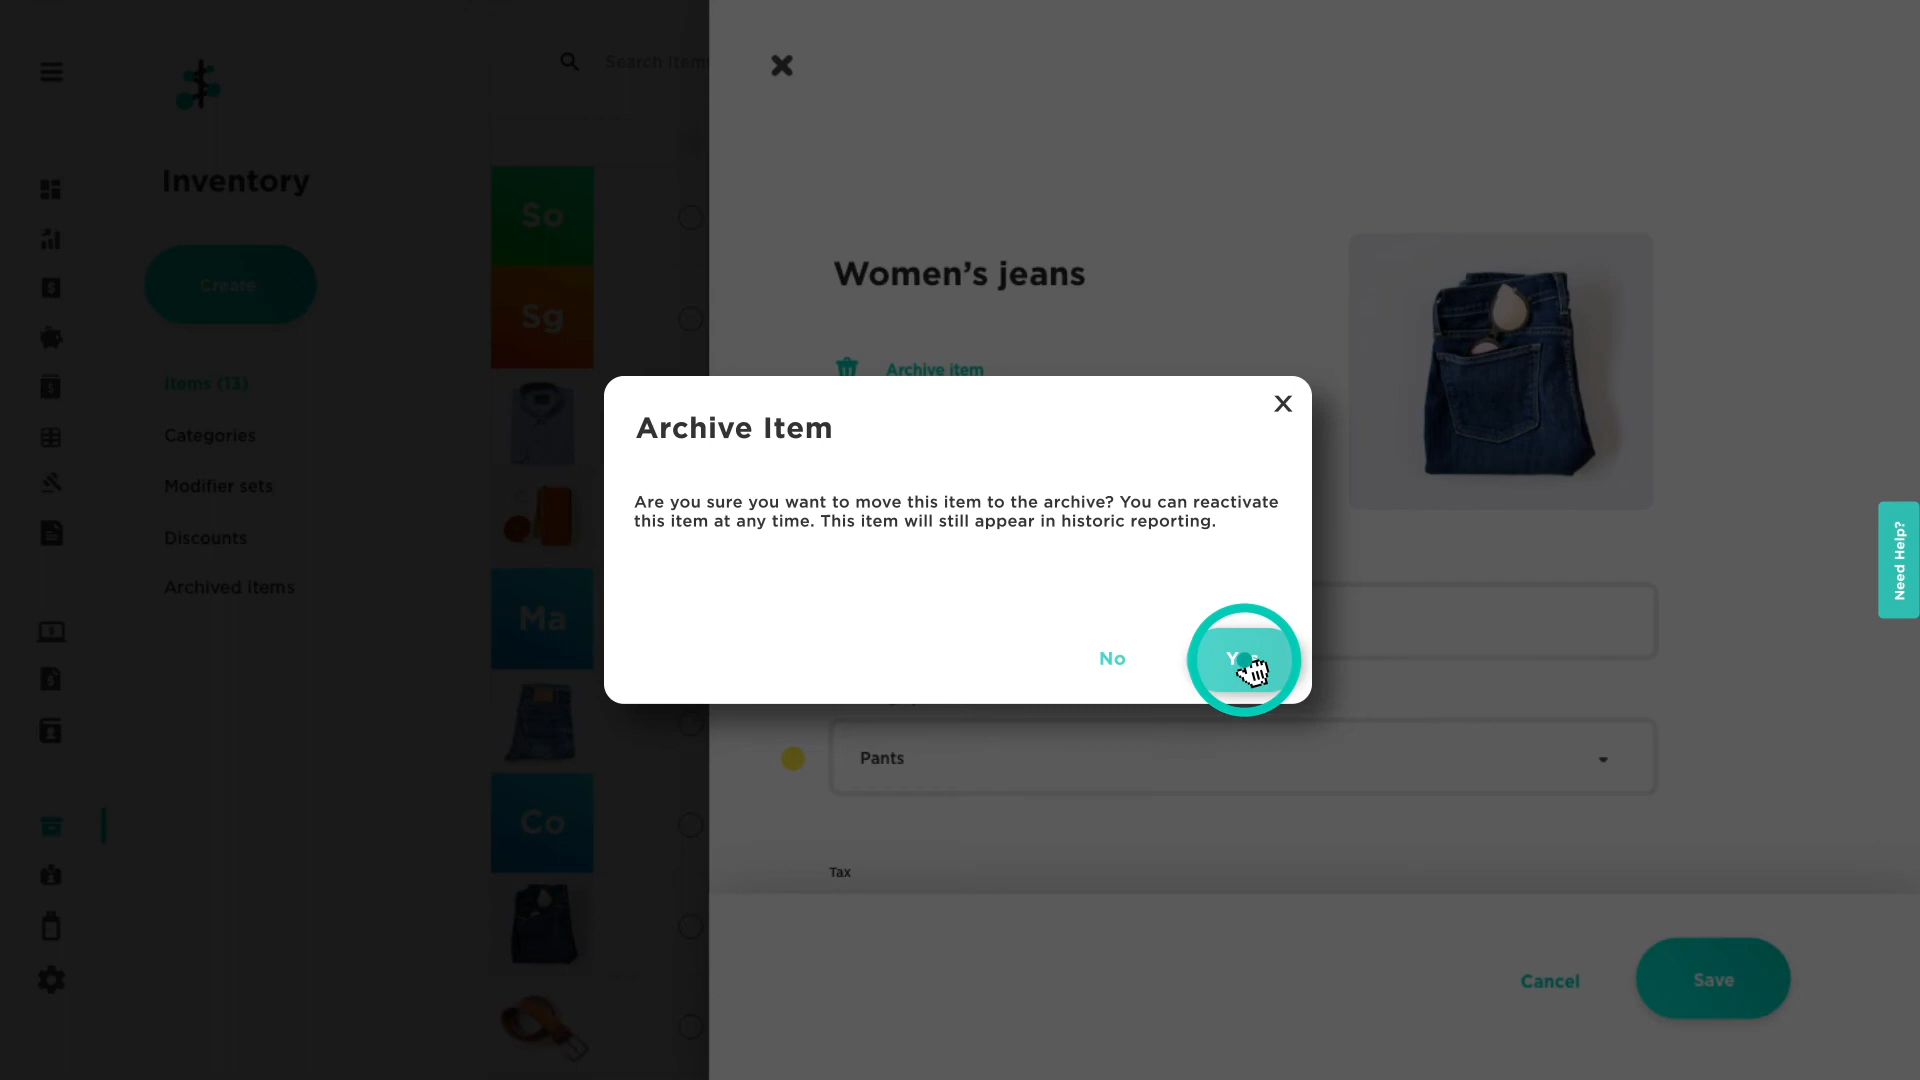 Search Items
Inventory
Create
Items (13)
Categories
Modifier sets
Discounts
Archived items
So
Sg
Ma
Co
Women's jeans
Archive item
Archive Item
X
Are you sure you want to move this item to the archive? You can reactivate
this item at any time. This item will still appear in historic reporting.
No
Pants
Tax
Cancel
Save
Need Help?